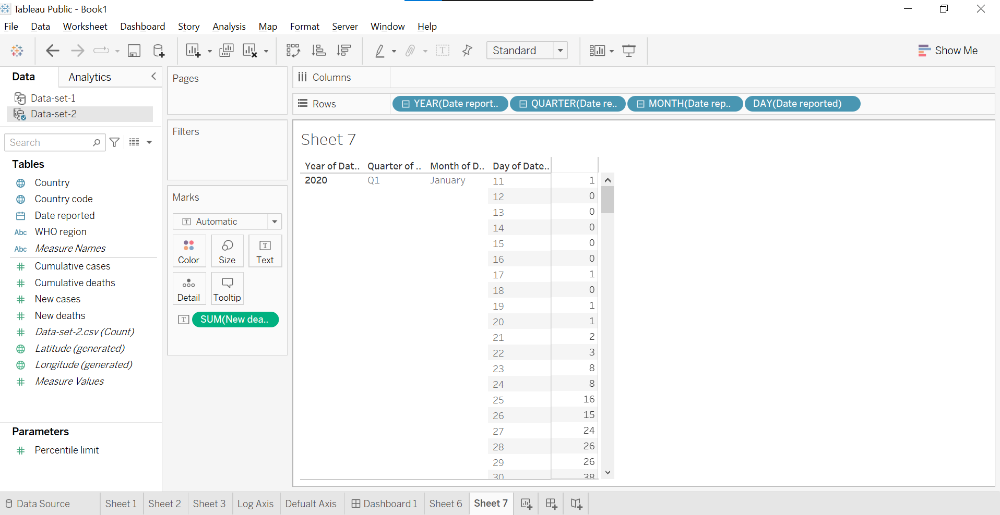 Tableau Public - Book1
File Data Worksheet Dashboard Story Analysis Map Format Server Window Help
Standard
Show Me
Data Analytics
Data-set-1
Data-set-2
Search
Tables
Country
Country code
Date reported
Abc WHO region
Abc Measure Names
Cumulative cases
Cumulative deaths
New cases
New deaths
Data-set-2.csv (Count)
Latitude (generated)
Longitude (generated)
Measure Values
Parameters
Percentile limit
Pages
Filters
Marks
T Automatic
Color Size T Text
Detail Tooltip
T SUM(New dea..
Columns
Rows YEAR(Date report.. QUARTER(Date re.. MONTH(Date rep.. DAY(Date reported)
Sheet 7
Year of Dat.. Quarter of .. Month of D.. Day of Date..
2020 Q1 January 11 1
12 0
13 0
14 0
15 0
16 0
17 1
18 0
19 1
20 1
21 2
22 3
23 8
24 8
25 16
26 15
27 24
28 26
29 26
30 38
Data Source Sheet 1 Sheet 2 Sheet 3 Log Axis Defualt Axis Dashboard 1 Sheet 6 Sheet 7